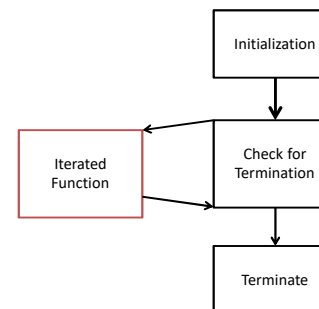 Initialization
Iterated
Function
Check for
Termination
Terminate